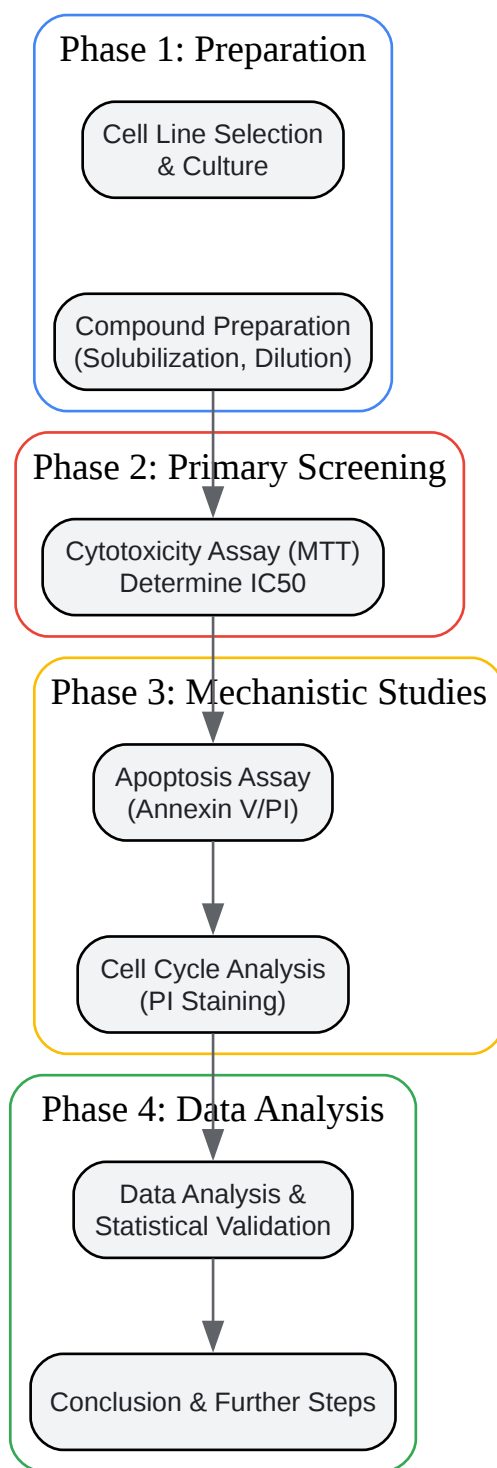 Phase 1: Preparation
Cell Line Selection
& Culture
Compound Preparation
(Solubilization, Dilution)
Phase 2: Primary Screening
Cytotoxicity Assay (MTT)
Determine IC50
Phase 3: Mechanistic Studies
Apoptosis Assay
(Annexin V/PI)
Cell Cycle Analysis
(PI Staining)
Phase 4: Data Analysis
Data Analysis &
Statistical Validation
Conclusion & Further Steps